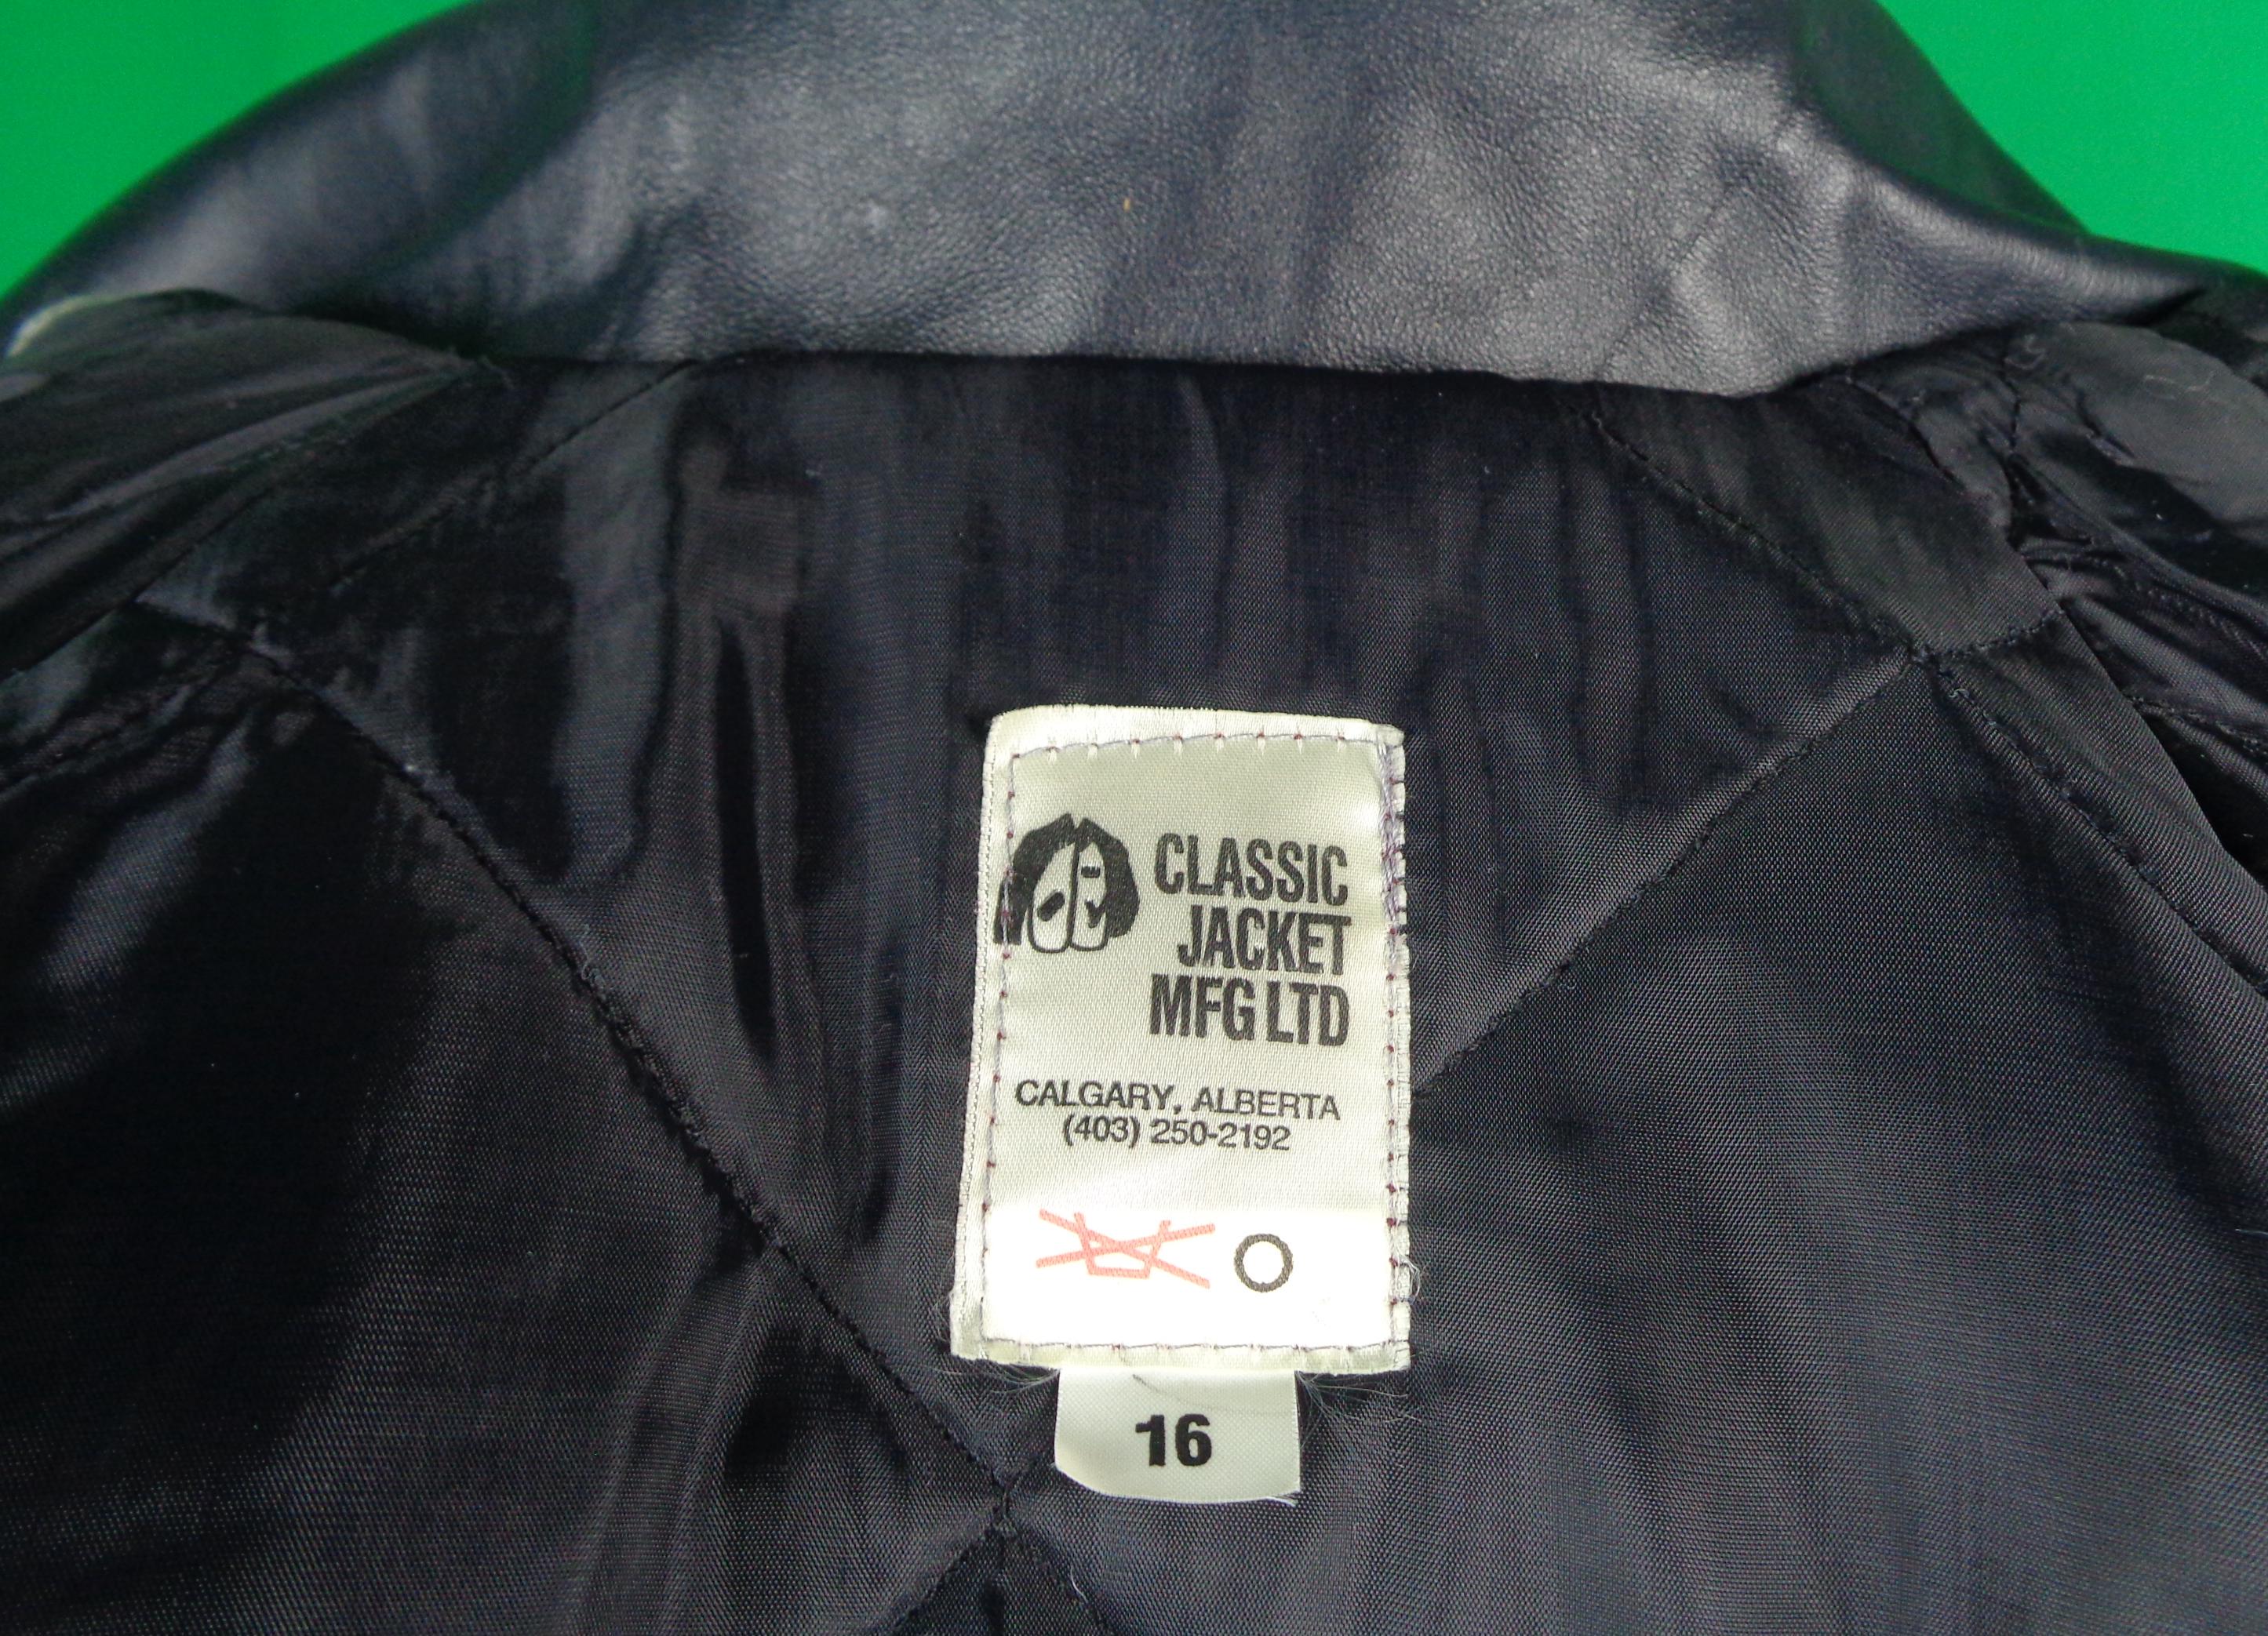 CLASSIC
JACKET
MFG LTD
CALGARY, ALBERTA
(403) 250-2192
16